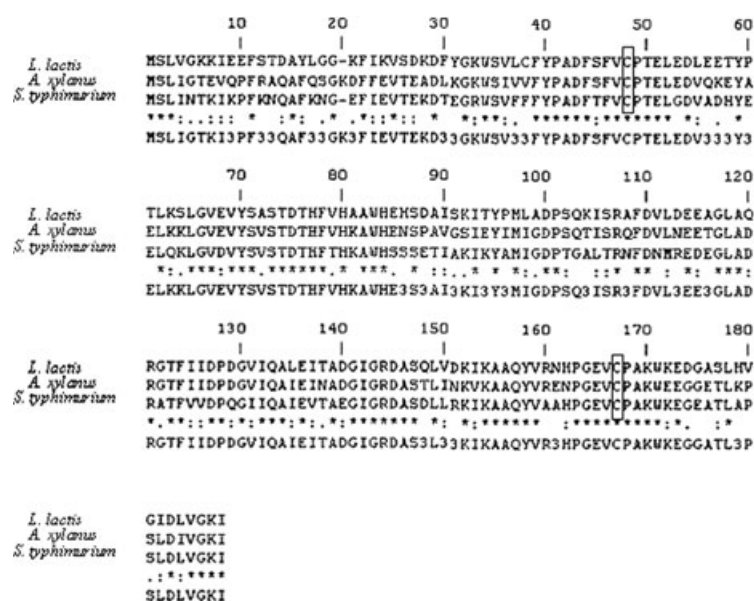 10 20 30 40 50 60
| | | | | |
L. lactis MSLVGKKIEEFSTDAYLGG-KFIKVSDKDFYGKWSVLCFYPADFSFVCPTELEDLEETYP
A. xylanus MSLIGTEVQPFRAQAFQSGKDFFEVTEADLKGKWSIVVFYPADFSFVCPTELEDVQKEYA
S. typhimurium MSLINTKIKPFKNQAFKNG-EFIEVTEKDTEGRWSVFFFYPADFTFVCPTELGDVADHYE
MSLIGTKI3PF33QAF33GK3FIEVTEKD33GKWSV33FYPADFSFVCPTELEDV333Y3
70 80 90 100 110 120
| | | | | |
L. lactis TLKSLGVEVYSASTDTHFVHAAWHEHSDAISKITYPMLADPSQKISRAFDVLDEEAGLAQ
A. xylanus ELKKLGVEVYSVSTDTHFVHKAWHENSPAVGSIEYIMIGDPSQTISRQFDVLNEETGLAD
S. typhimurium ELQKLGVDVYSVSTDTHFTHKAWHSSSETIAKIKYAMIGDPTGALTRNFDNMREDEGLAD
ELKKLGVEVYSVSTDTHFVHKAWHE3S3AI3KI3Y3MIGDPSQ3ISR3FDVL3EE3GLAD
130 140 150 160 170 180
| | | | | |
L. lactis RGTFIIDPDGVIQALEITADGIGRDASQLVDKIKAAQYVRNHPGEVCPAKWKEDGASLHV
A. xylanus RGTFIIDPDGVIQAIEINADGIGRDASTLINKVKAAQYVRENPGEVCPAKWEEGGETLKP
S. typhimurium RATFVVDPQGIIQAIEVTAEGIGRDASDLLRKIKAAQYVAAHPGEVCPAKWKEGEATLAP
RGTFIIDPDGVIQAIEITADGIGRDAS3L33KIKAAQYVR3HPGEVCPAKWKEGGATL3P
L. lactis GIDLVGKI
A. xylanus SLDIVGKI
S. typhimurium SLDLVGKI
.:*:****
SLDLVGKI